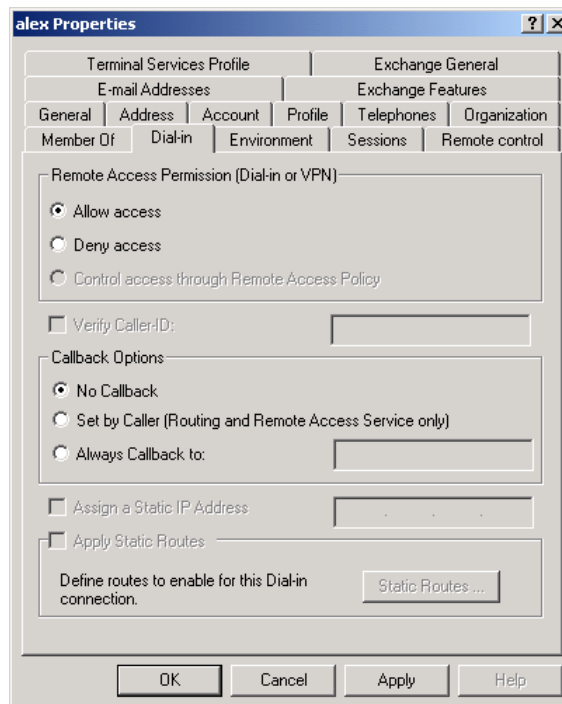 alex Properties
Terminal Services Profile Exchange General
E-mail Addresses Exchange Features
General Address Account Profile Telephones Organization
Member Of Dial-in Environment Sessions Remote control
Remote Access Permission (Dial-in or VPN)
Allow access
Deny access
Control access through Remote Access Policy
Verify Caller-ID:
Callback Options
No Callback
Set by Caller (Routing and Remote Access Service only)
Always Callback to:
Assign a Static IP Address
Apply Static Routes
Define routes to enable for this Dial-in
connection.
Static Routes ...
OK Cancel Apply Help